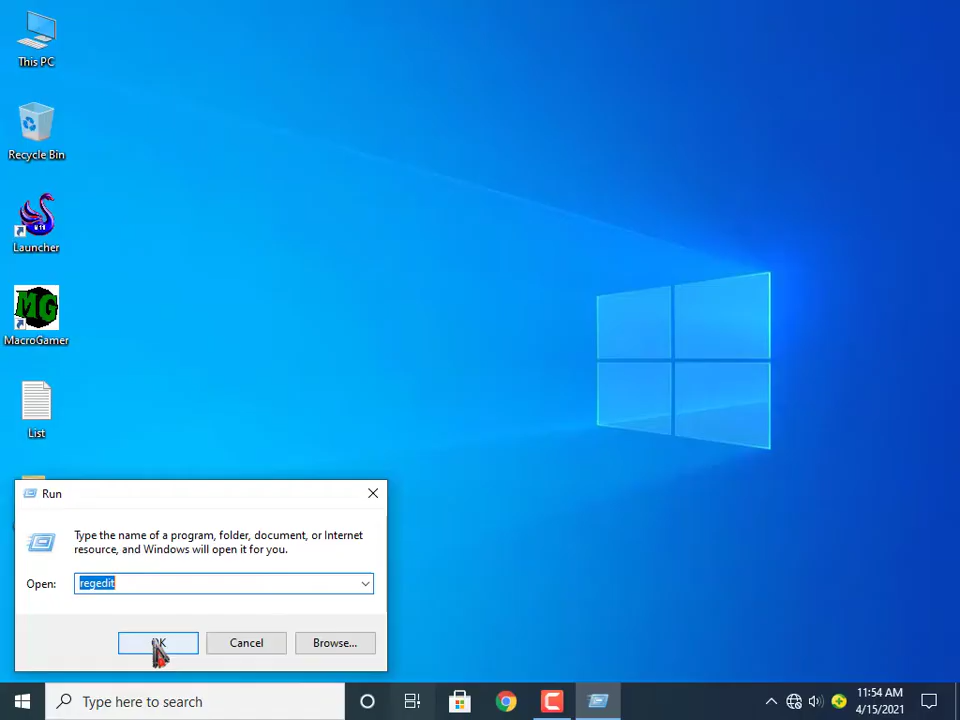 This PC
Recycle Bin
Launcher
MG
MacroGamer
List
Run
Type the name of a program, folder, document, or Internet
resource, and Windows will open it for you.
Open:
regedit
OK
Cancel
Browse...
Type here to search
11:54 AM
4/15/2021